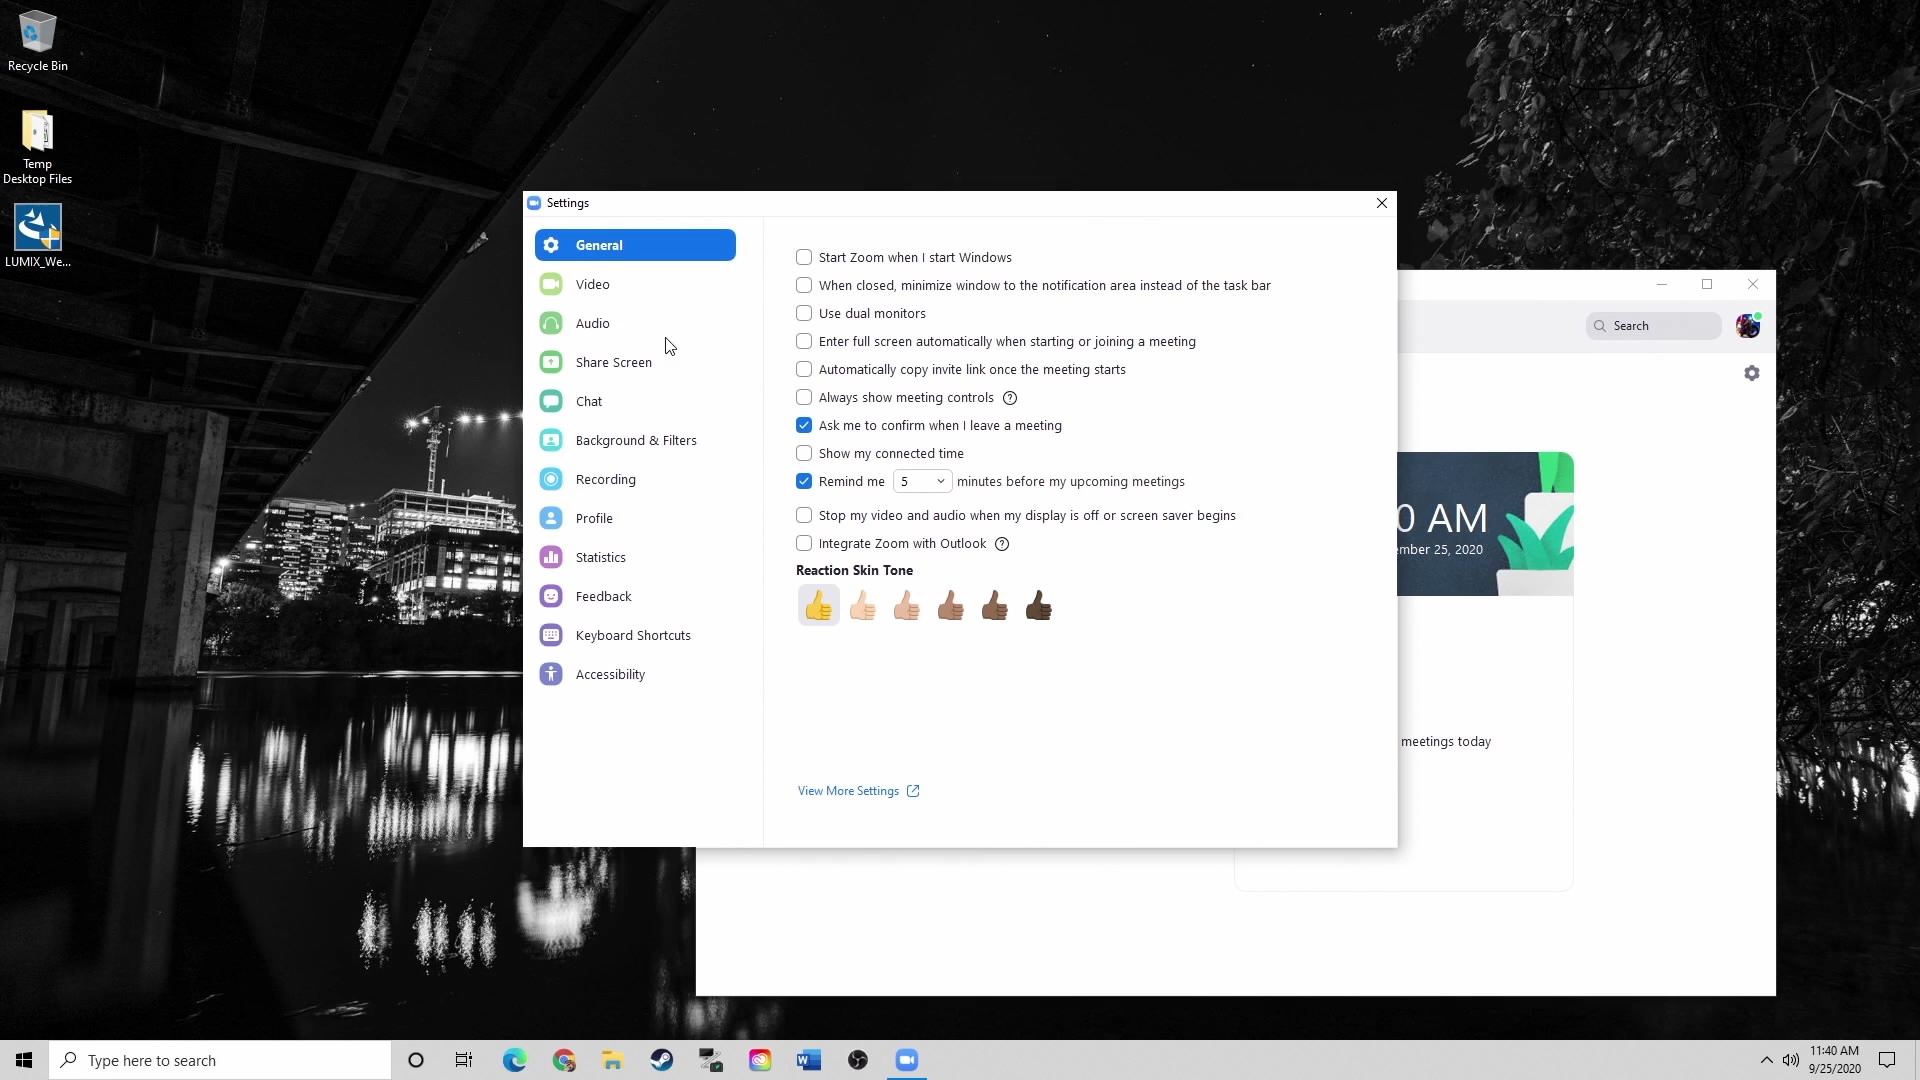 Recycle Bin
Temp
Desktop Files
LUMIX_We...
Settings
General
Video
Audio
Share Screen
Chat
Background & Filters
Recording
Profile
Statistics
Feedback
Keyboard Shortcuts
Accessibility
Start Zoom when I start Windows
When closed, minimize window to the notification area instead of the task bar
Use dual monitors
Enter full screen automatically when starting or joining a meeting
Automatically copy invite link once the meeting starts
Always show meeting controls
Ask me to confirm when I leave a meeting
Show my connected time
Remind me 5 minutes before my upcoming meetings
Stop my video and audio when my display is off or screen saver begins
Integrate Zoom with Outlook
Reaction Skin Tone
View More Settings
Search
0 AM
ember 25, 2020
meetings today
Type here to search
11:40 AM
9/25/2020